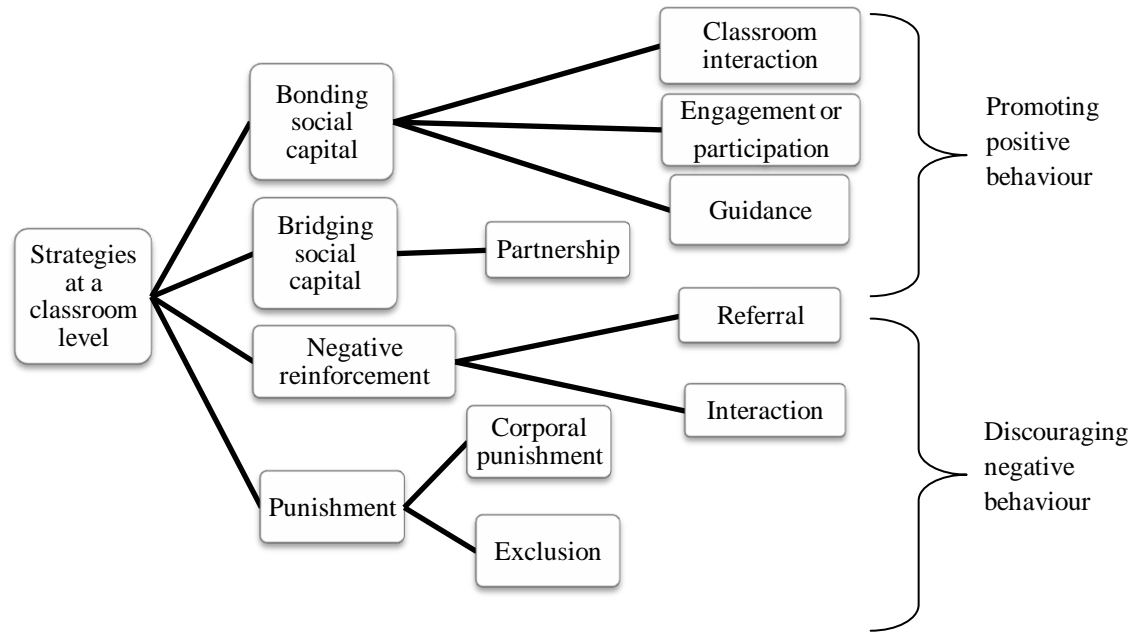 Strategies
at a
classroom
level
Bonding
social
capital
Classroom
interaction
Engagement or
participation
Guidance
Bridging
social
capital
Partnership
Negative
reinforcement
Referral
Interaction
Punishment
Corporal
punishment
Exclusion
Promoting
positive
behaviour
Discouraging
negative
behaviour